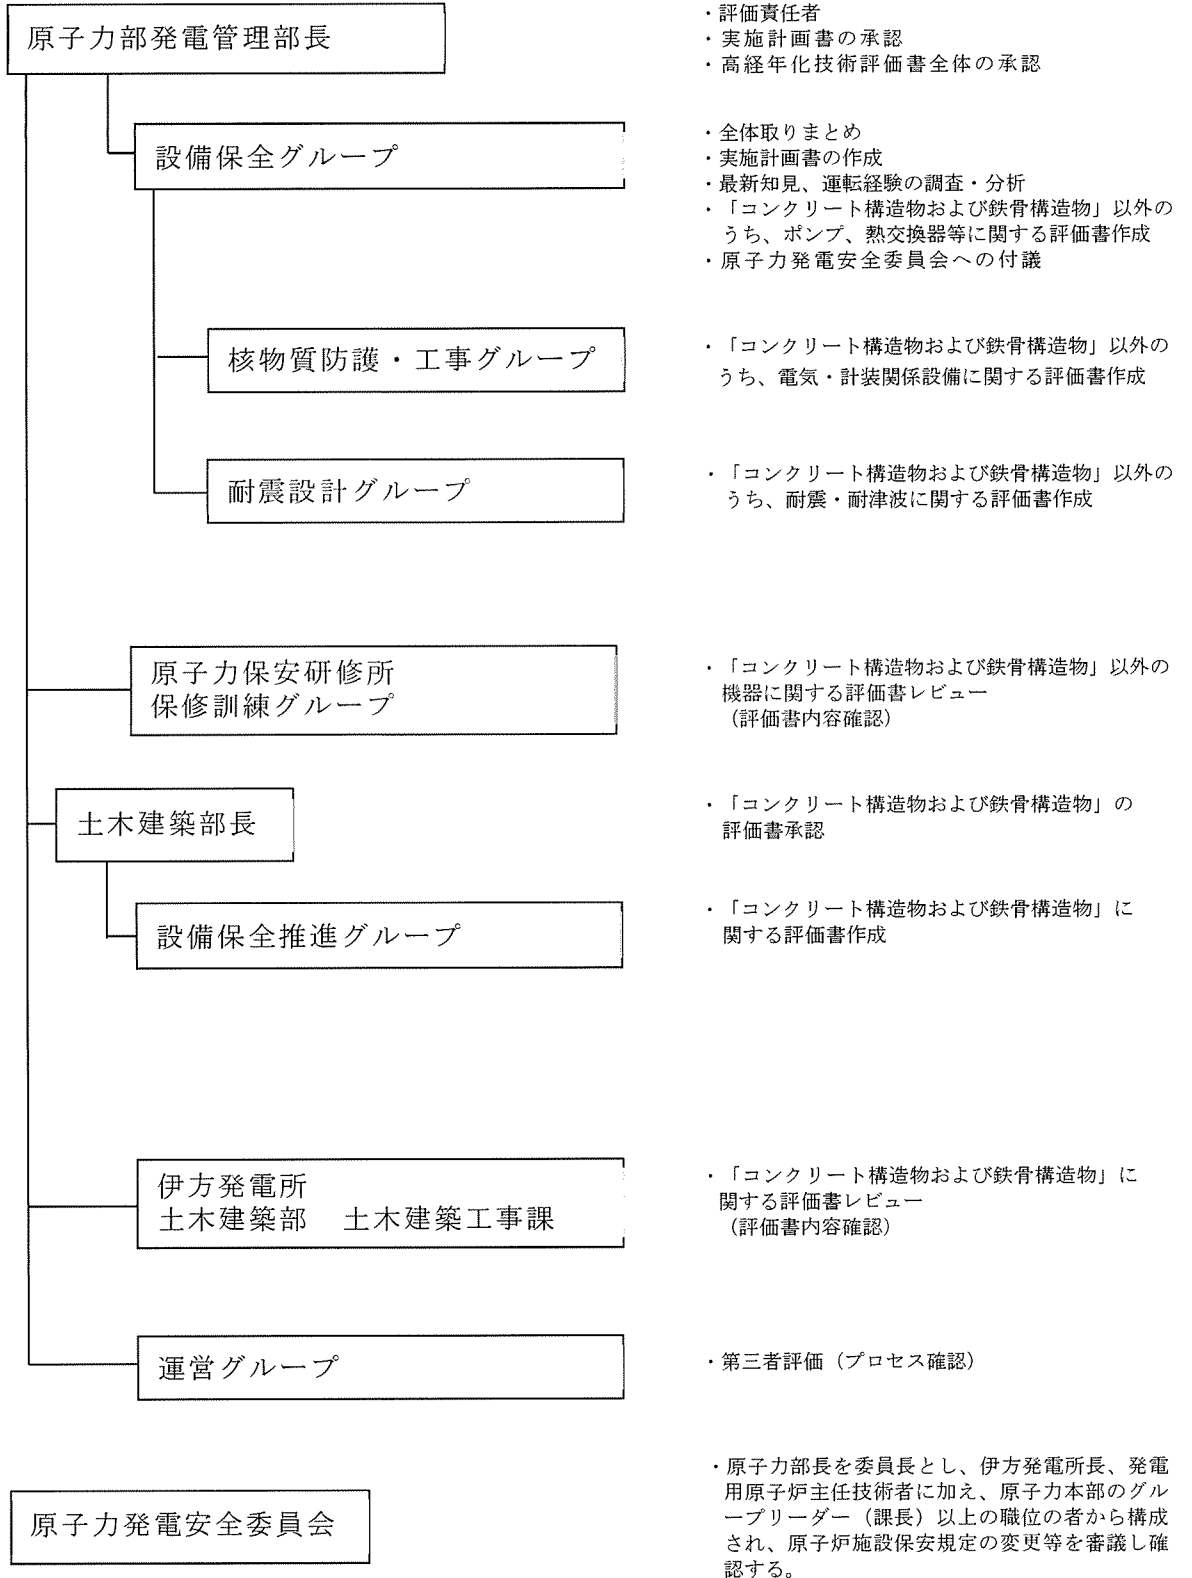 原子力部発電管理部長
・評価責任者
・実施計画書の承認
・高経年化技術評価書全体の承認
設備保全グループ
・全体取りまとめ
・実施計画書の作成
・最新知見、運転経験の調査・分析
・「コンクリート構造物および鉄骨構造物」以外の
うち、ポンプ、熱交換器等に関する評価書作成
・原子力発電安全委員会への付議
核物質防護・工事グループ
・「コンクリート構造物および鉄骨構造物」以外の
うち、電気・計装関係設備に関する評価書作成
耐震設計グループ
・「コンクリート構造物および鉄骨構造物」以外の
うち、耐震・耐津波に関する評価書作成
原子力保安研修所
保修訓練グループ
・「コンクリート構造物および鉄骨構造物」以外の
機器に関する評価書レビュー
（評価書内容確認）
土木建築部長
・「コンクリート構造物および鉄骨構造物」の
評価書承認
設備保全推進グループ
・「コンクリート構造物および鉄骨構造物」に
関する評価書作成
伊方発電所
土木建築部　土木建築工事課
・「コンクリート構造物および鉄骨構造物」に
関する評価書レビュー
（評価書内容確認）
運営グループ
・第三者評価（プロセス確認）
原子力発電安全委員会
・原子力部長を委員長とし、伊方発電所長、発電
用原子炉主任技術者に加え、原子力本部のグル
ープリーダー（課長）以上の職位の者から構成
され、原子炉施設保安規定の変更等を審議し確
認する。